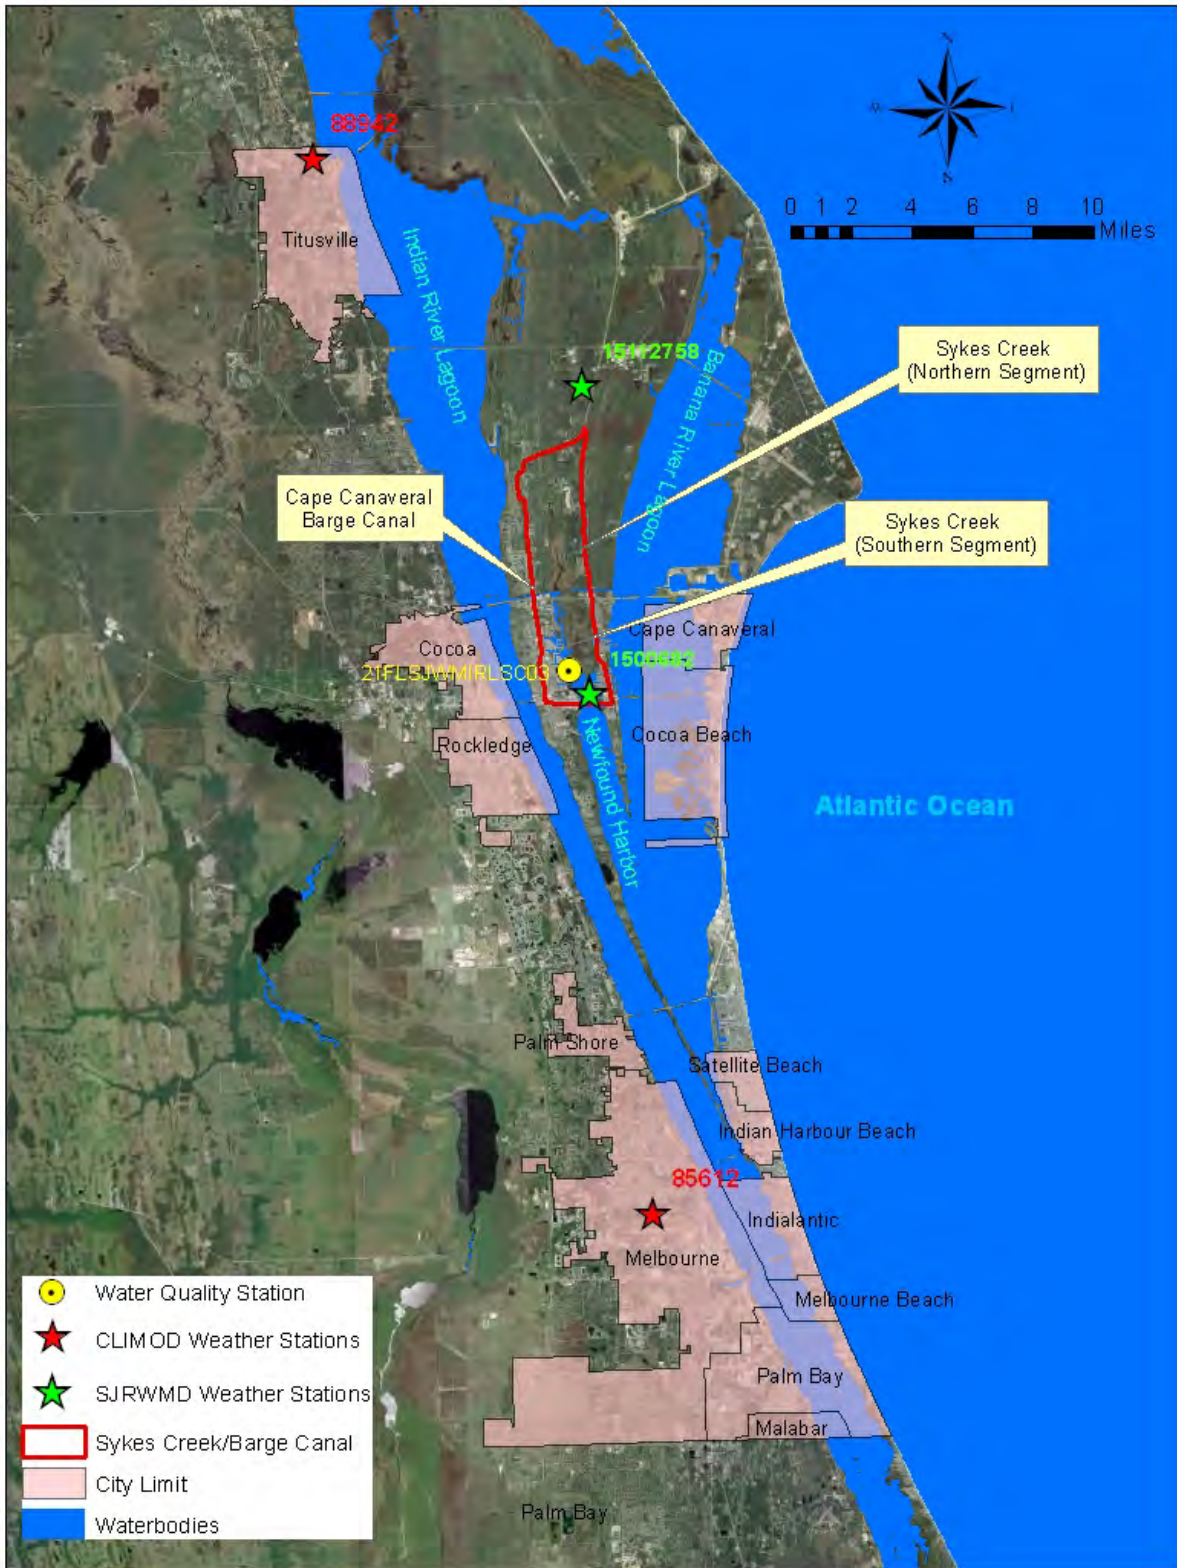 N
88942
0 1 2 4 6 8 10
Miles
Titusville
Indian River Lagoon
15112758
Banana River Lagoon
Sykes Creek
(Northern Segment)
Cape Canaveral
Barge Canal
Sykes Creek
(Southern Segment)
Cape Canaveral
Cocoa
1500682
21FLSJWMIRLSC03
Rockledge
Newfound Harbor
Cocoa Beach
Atlantic Ocean
Palm Shore
Satellite Beach
Indian Harbour Beach
85612
Indialantic
Melbourne
Melbourne Beach
Palm Bay
Malabar
Palm Bay
Water Quality Station
CLIMOD Weather Stations
SJRWMD Weather Stations
Sykes Creek/Barge Canal
City Limit
Waterbodies